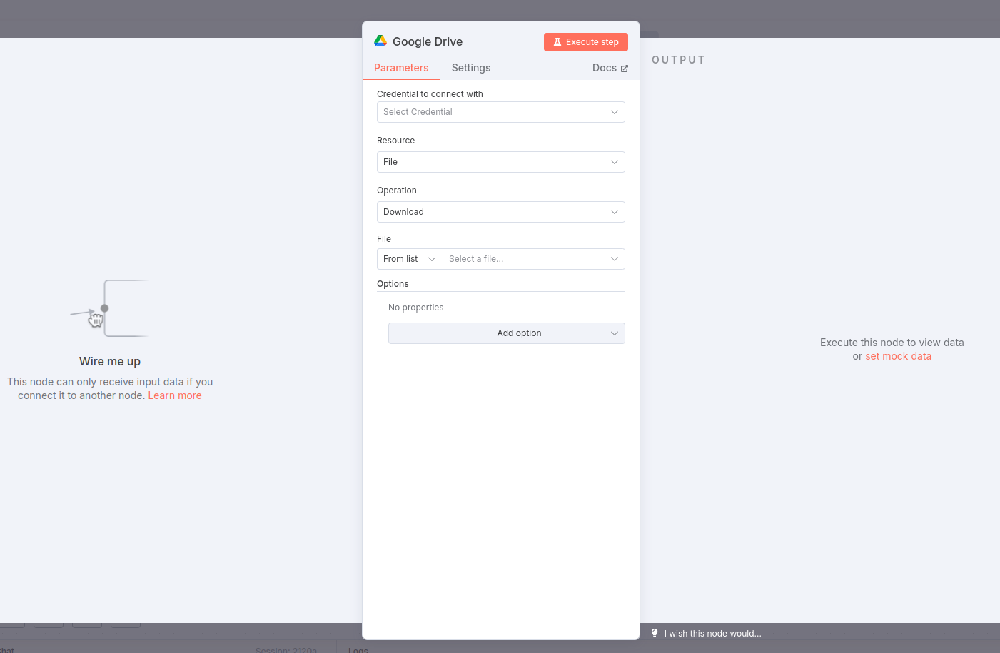 Google Drive
Execute step
Parameters
Settings
Docs
OUTPUT
Credential to connect with
Select Credential
Resource
File
Operation
Download
File
From list
Select a file...
Options
No properties
Add option
Wire me up
This node can only receive input data if you
connect it to another node. Learn more
Execute this node to view data
or set mock data
I wish this node would...
Session: 2120a
Logs